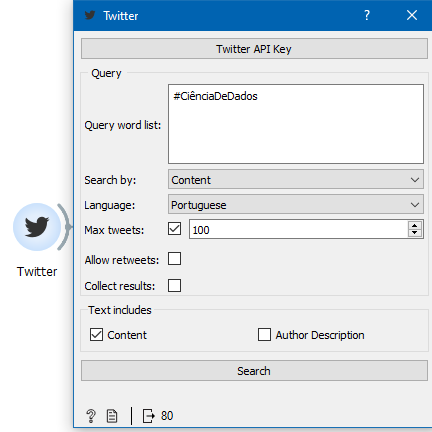 Twitter
?
Twitter API Key
Query
#CiênciaDeDados
Query word list:
Search by: Content
Language: Portuguese
Max tweets: 100
Allow retweets:
Collect results:
Twitter
Text includes
Content Author Description
Search
? 80